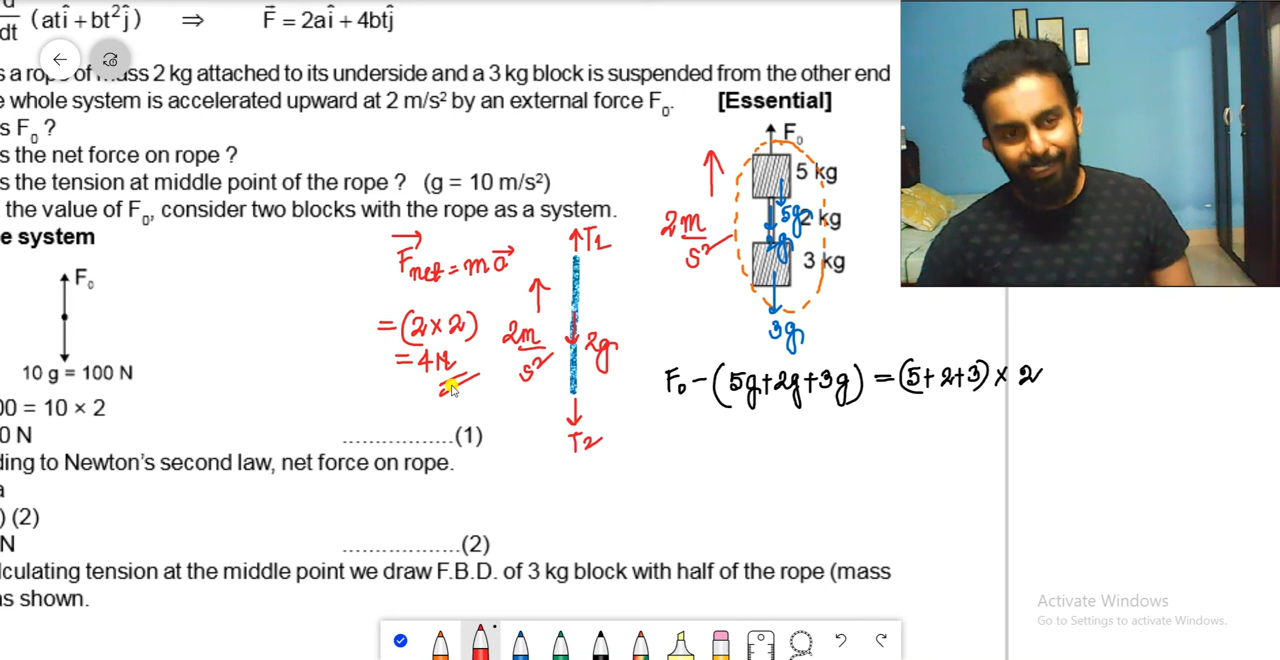 dt (atî + bt²ĵ) ⇒ F⃗ = 2aî + 4btĵ
s a rope of mass 2 kg attached to its underside and a 3 kg block is suspended from the other end
e whole system is accelerated upward at 2 m/s² by an external force F₀. [Essential]
s F₀ ?
s the net force on rope ?
s the tension at middle point of the rope ? (g = 10 m/s²)
the value of F₀, consider two blocks with the rope as a system.
e system
F₀
10 g = 100 N
00 = 10 × 2
0 N
..................(1)
ding to Newton's second law, net force on rope.
a
) (2)
N
..................(2)
lculating tension at the middle point we draw F.B.D. of 3 kg block with half of the rope (mass
as shown.
F⃗net = ma⃗
= (2 × 2)
= 4N
2m/s²
T1
2g
T2
2m/s²
F₀
5 kg
5g
2 kg
2g
3 kg
3g
F₀ - (5g + 2g + 3g) = (5 + 2 + 3) × 2
Activate Windows
Go to Settings to activate Windows.